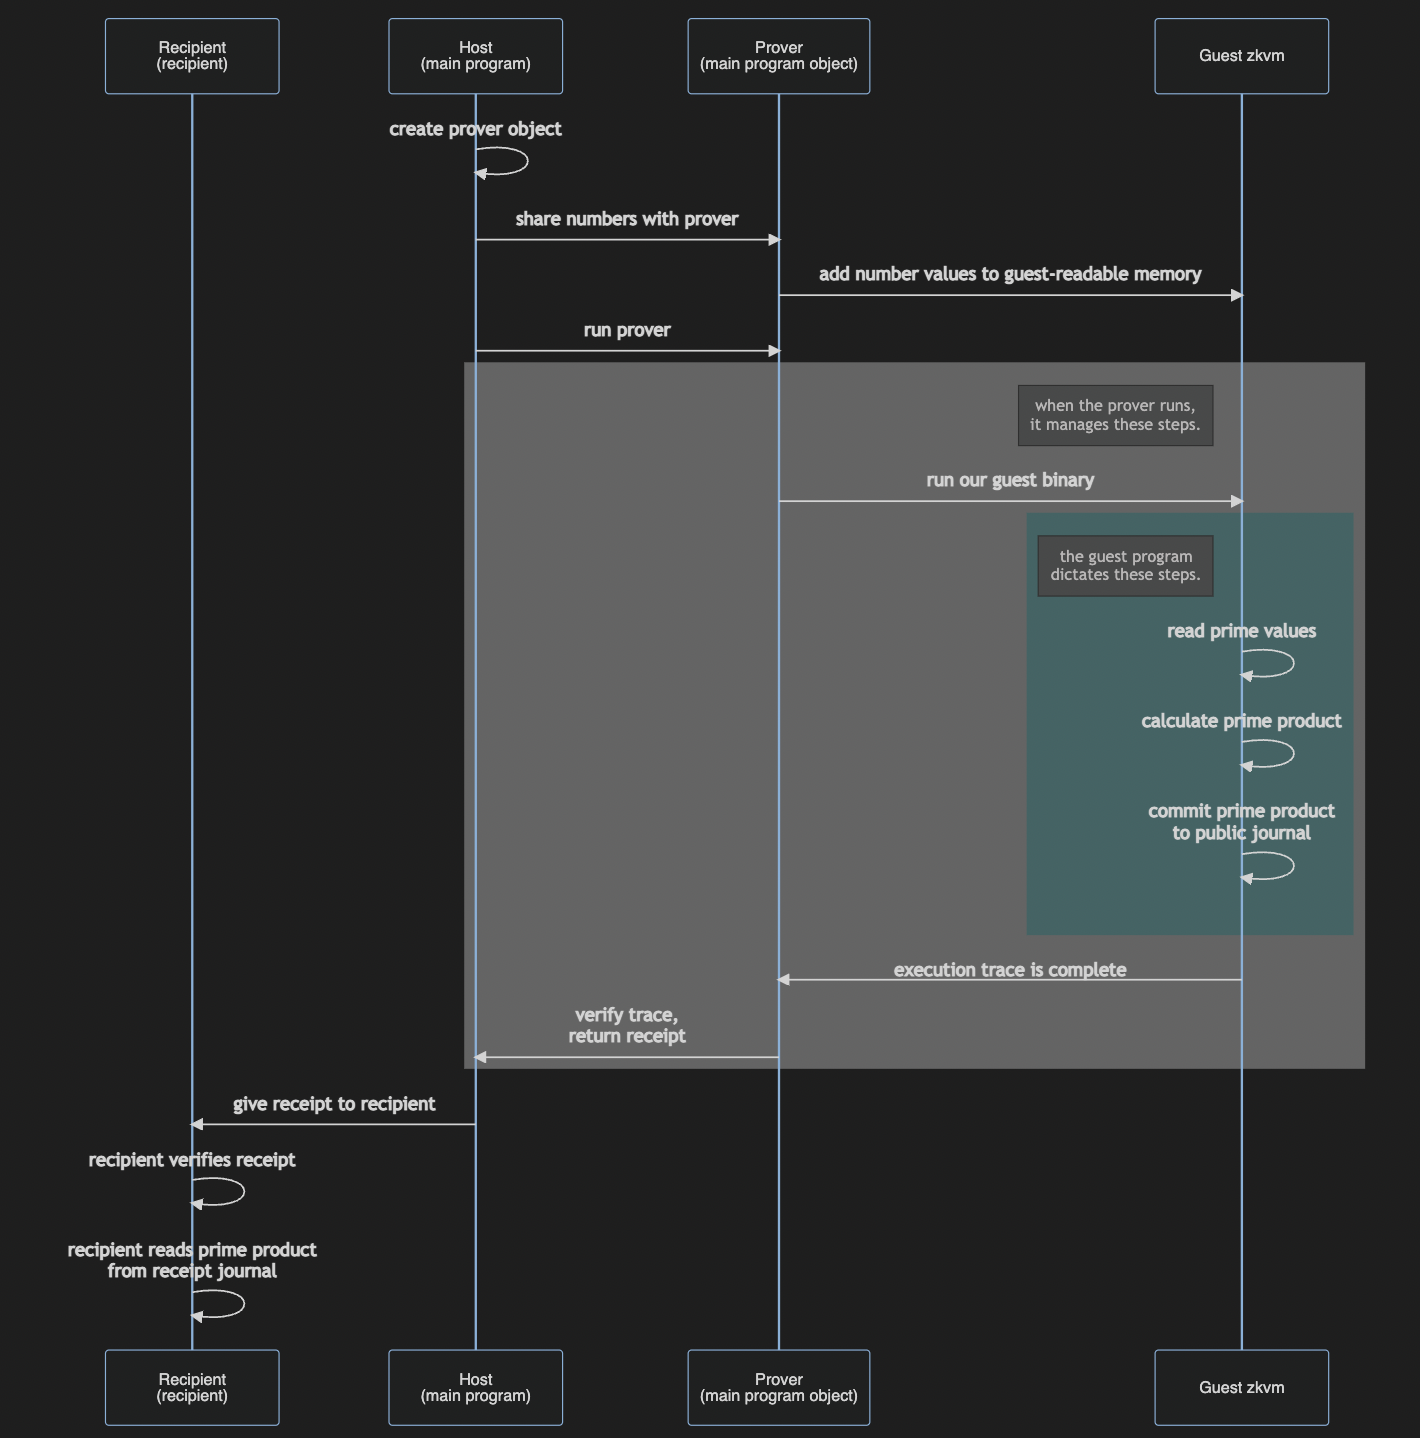 Recipient
(recipient)
Host
(main program)
Prover
(main program object)
Guest zkvm
create prover object
share numbers with prover
add number values to guest-readable memory
run prover
when the prover runs,
it manages these steps.
run our guest binary
the guest program
dictates these steps.
read prime values
calculate prime product
commit prime product
to public journal
execution trace is complete
verify trace,
return receipt
give receipt to recipient
recipient verifies receipt
recipient reads prime product
from receipt journal
Recipient
(recipient)
Host
(main program)
Prover
(main program object)
Guest zkvm